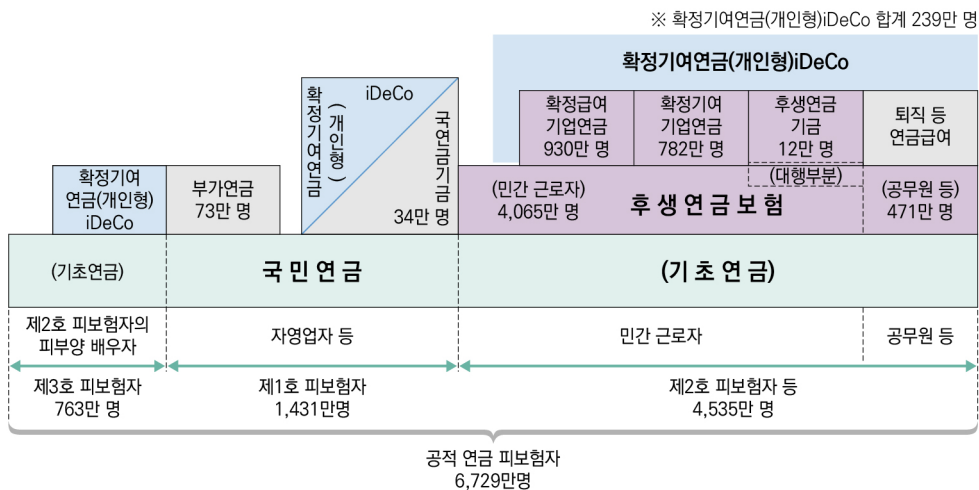 ※ 확정기여연금(개인형)iDeCo 합계 239만 명
확정기여연금(개인형)iDeCo
확정급여
기업연금
930만 명
확정기여
기업연금
782만 명
후생연금
기금
12만 명
(대행부분)
퇴직 등
연금급여
확정기여연금
(개인형)
iDeCo
국연금기금
34만 명
확정기여
연금(개인형)
iDeCo
부가연금
73만 명
(민간 근로자)
4,065만 명
후생연금보험
(공무원 등)
471만 명
(기초연금)
국민연금
(기초연금)
제2호 피보험자의
피부양 배우자
자영업자 등
민간 근로자
공무원 등
제3호 피보험자
763만 명
제1호 피보험자
1,431만명
제2호 피보험자 등
4,535만 명
공적 연금 피보험자
6,729만명